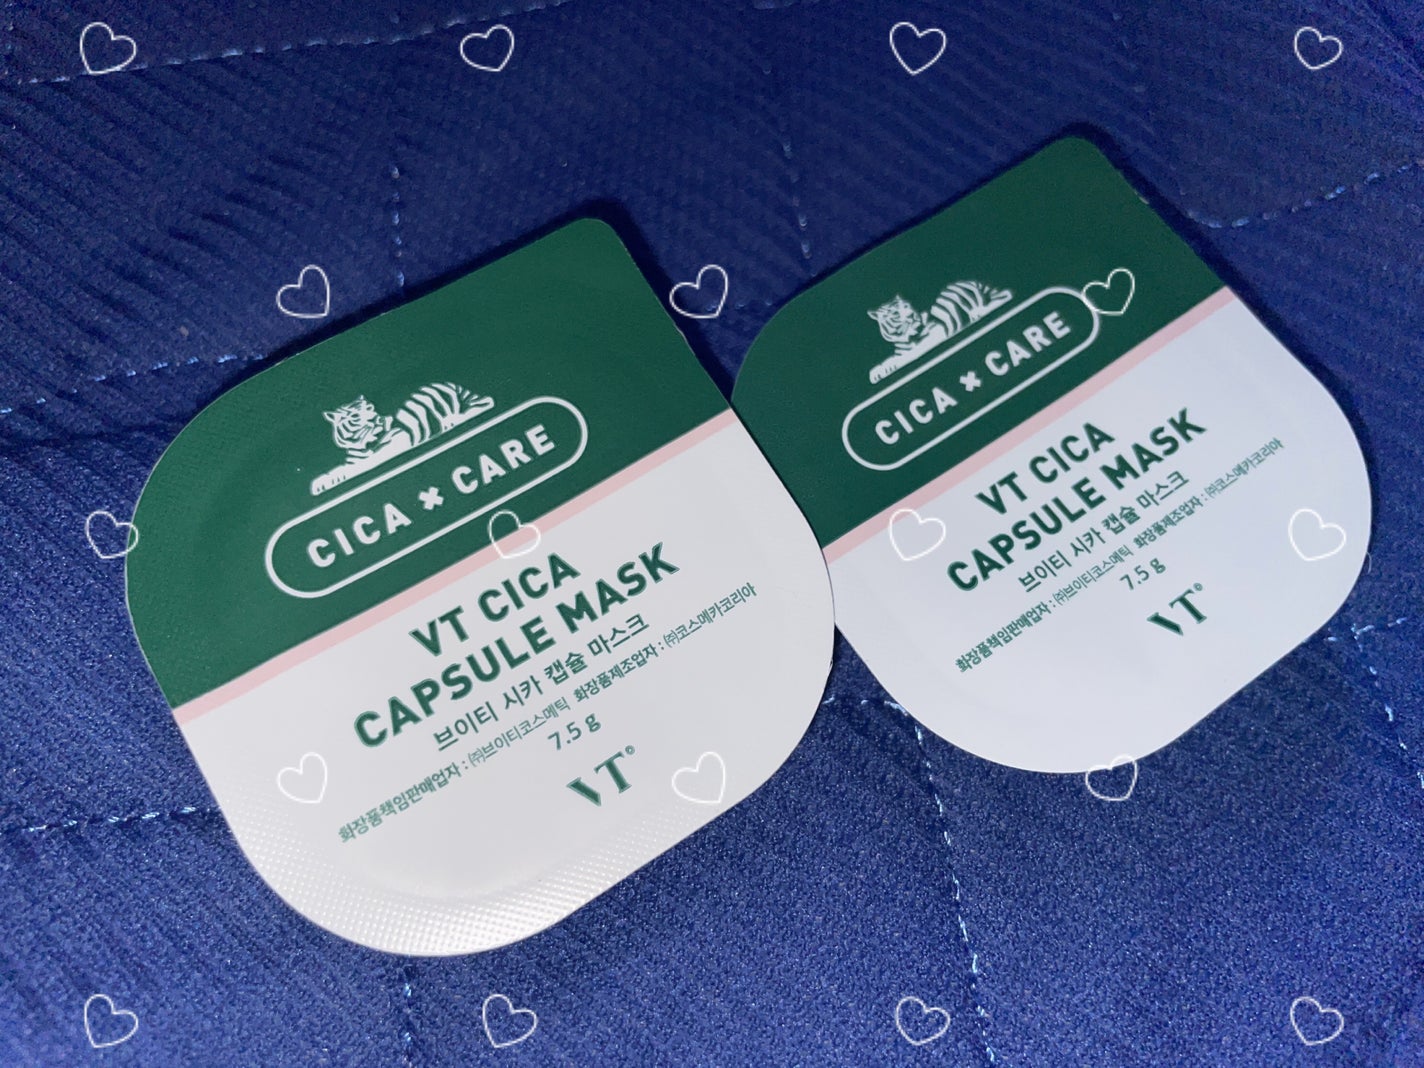 CICA × CARE
VT CICA
CAPSULE MASK
브이티 시카 캡슐 마스크
화장품책임판매업자 : ㈜브이티코스메틱 화장품제조업자 : ㈜코스메카코리아
7.5 g
VT®
CICA × CARE
VT CICA
CAPSULE MASK
브이티 시카 캡슐 마스크
화장품책임판매업자 : ㈜브이티코스메틱 화장품제조업자 : ㈜코스메카코리아
7.5 g
VT®